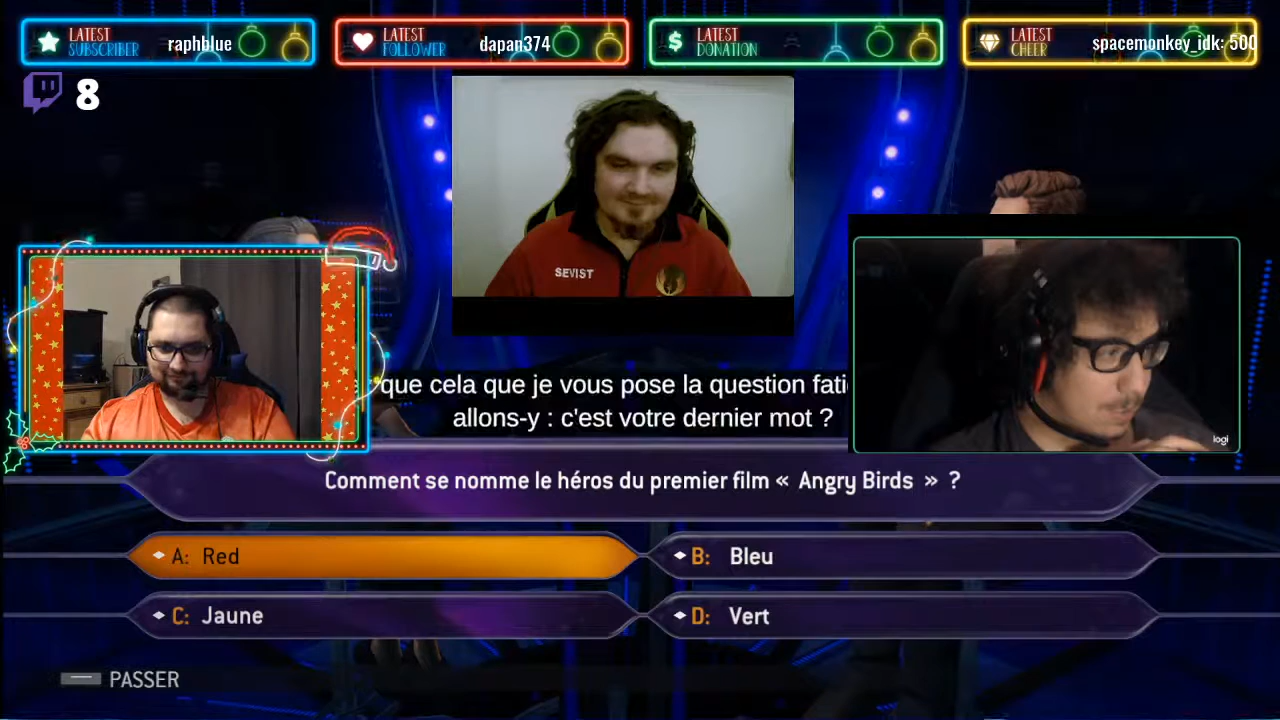 LATEST
SUBSCRIBER
raphblue
LATEST
FOLLOWER
dapan374
LATEST
DONATION
LATEST
CHEER
spacemonkey_idk: 500
8
SEVIST
logi
que cela que je vous pose la question fati
allons-y : c'est votre dernier mot ?
Comment se nomme le héros du premier film « Angry Birds » ?
A: Red
B: Bleu
C: Jaune
D: Vert
PASSER